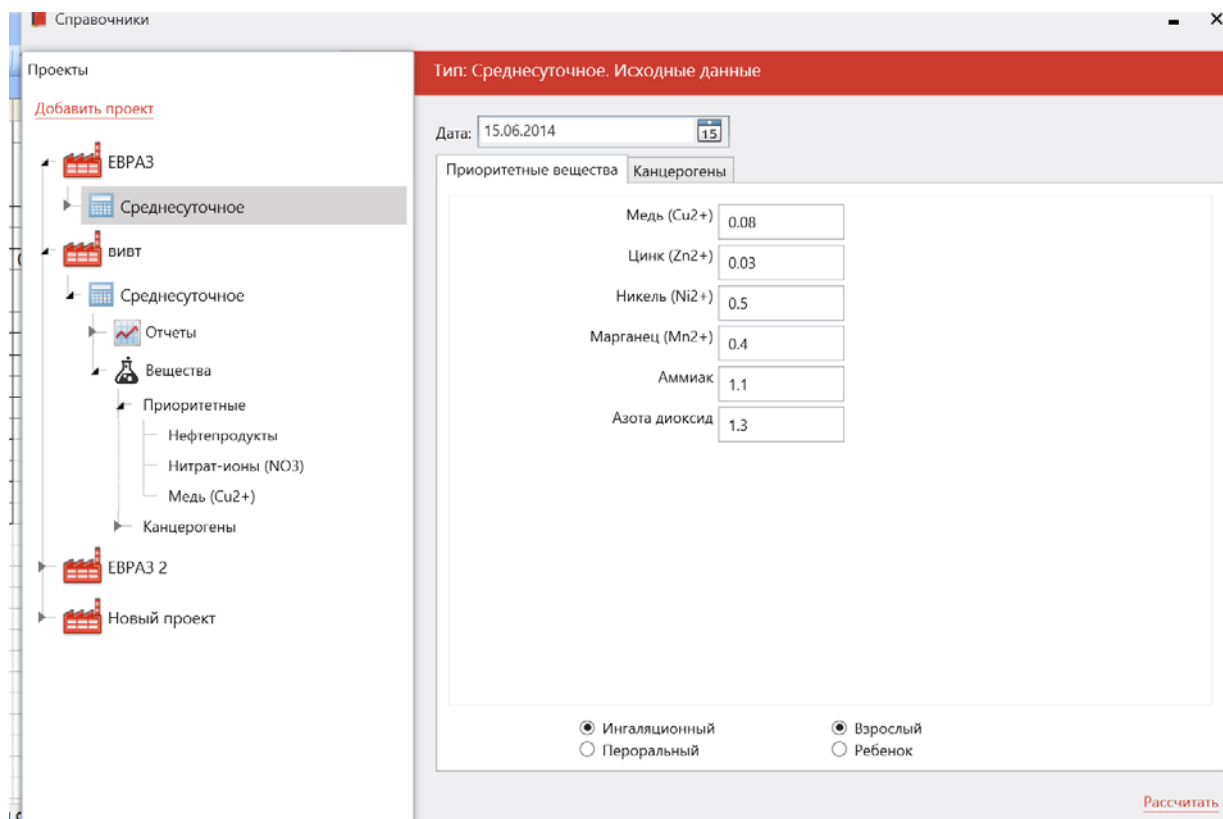 Справочники
Проекты
Добавить проект
ЕВРАЗ
Среднесуточное
вивт
Среднесуточное
Отчеты
Вещества
Приоритетные
Нефтепродукты
Нитрат-ионы (NO3)
Медь (Cu2+)
Канцерогены
ЕВРАЗ 2
Новый проект
Тип: Среднесуточное. Исходные данные
Дата: 15.06.2014 15
Приоритетные вещества Канцерогены
Медь (Cu2+) 0.08
Цинк (Zn2+) 0.03
Никель (Ni2+) 0.5
Марганец (Mn2+) 0.4
Аммиак 1.1
Азота диоксид 1.3
Ингаляционный Взрослый
Пероральный Ребенок
Рассчитать